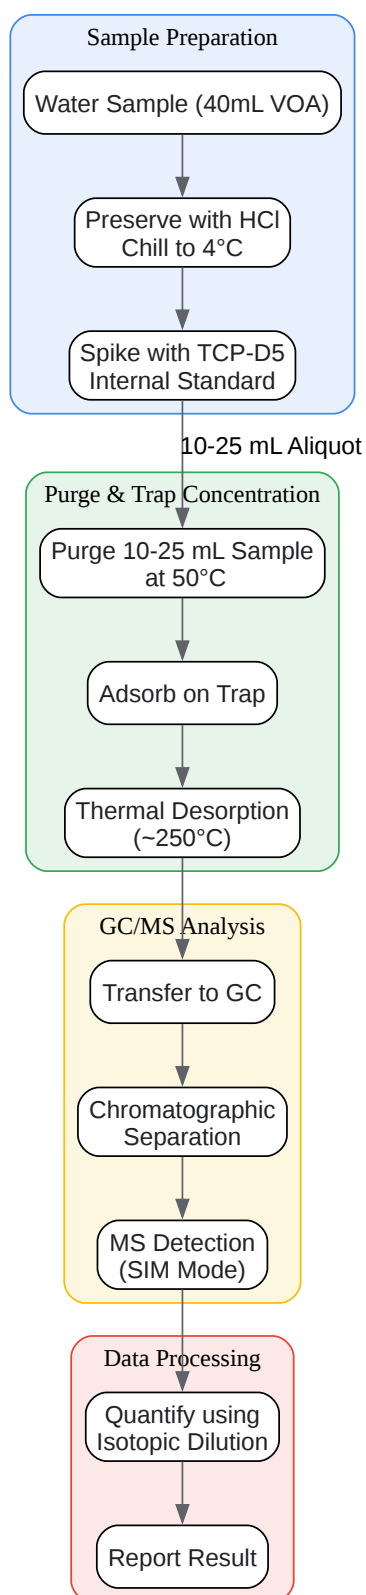 Sample Preparation
Water Sample (40mL VOA)
Preserve with HCl
Chill to 4°C
Spike with TCP-D5
Internal Standard
10-25 mL Aliquot
Purge & Trap Concentration
Purge 10-25 mL Sample
at 50°C
Adsorb on Trap
Thermal Desorption
(~250°C)
GC/MS Analysis
Transfer to GC
Chromatographic
Separation
MS Detection
(SIM Mode)
Data Processing
Quantify using
Isotopic Dilution
Report Result